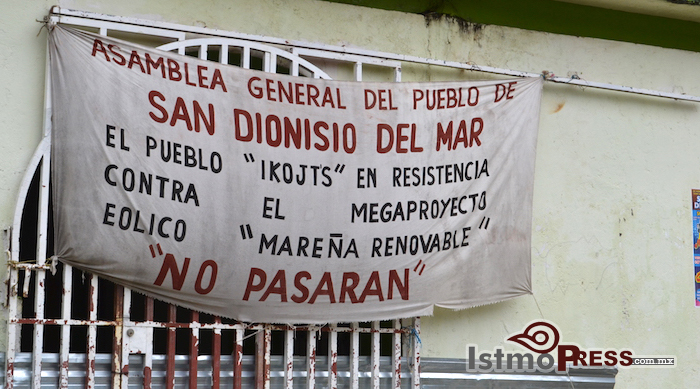 ASAMBLEA GENERAL DEL PUEBLO DE
SAN DIONISIO DEL MAR
EL PUEBLO "IKOJTS" EN RESISTENCIA
CONTRA EL MEGAPROYECTO
EOLICO "MAREÑA RENOVABLE"
"NO PASARAN"
IstmoPRESS.com.mx